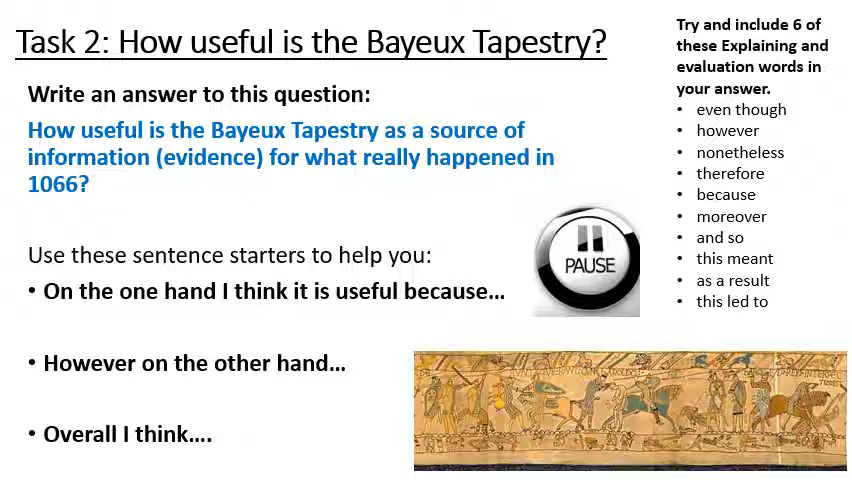 Task 2: How useful is the Bayeux Tapestry?
Write an answer to this question:
How useful is the Bayeux Tapestry as a source of
information (evidence) for what really happened in
1066?
Use these sentence starters to help you:
• On the one hand I think it is useful because…
• However on the other hand…
• Overall I think….
PAUSE
Try and include 6 of
these Explaining and
evaluation words in
your answer.
• even though
• however
• nonetheless
• therefore
• because
• moreover
• and so
• this meant
• as a result
• this led to